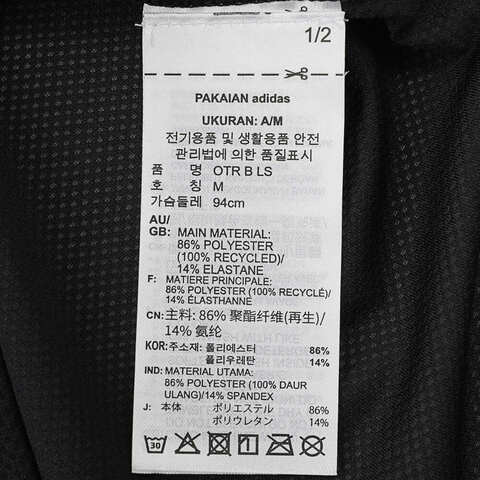 1/2
PAKAIAN adidas
UKURAN: A/M
전기용품 및 생활용품 안전
관리법에 의한 품질표시
품 명 OTR B LS
호 칭 M
가슴둘레 94cm
AU/
GB: MAIN MATERIAL:
86% POLYESTER
(100% RECYCLED)/
14% ELASTANE
F: MATIERE PRINCIPALE:
86% POLYESTER (100% RECYCLÉ)/
14% ÉLASTHANNE
CN: 主料: 86% 聚酯纤维(再生)/
14% 氨纶
KOR:주소재: 폴리에스터 86%
폴리우레탄 14%
IND: MATERIAL UTAMA:
86% POLYESTER (100% DAUR
ULANG)/14% SPANDEX
J: 本体 ポリエステル 86%
ポリウレタン 14%
30